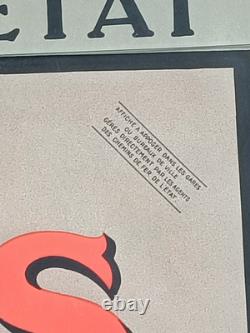 ETAT
AFFICHE A APPOSER DANS LES GARES
OU BUREAUX DE VILLE
GÉRÉS DIRECTEMENT PAR LES AGENTS
DES CHEMINS DE FER DE L'ETAT
S
ebay